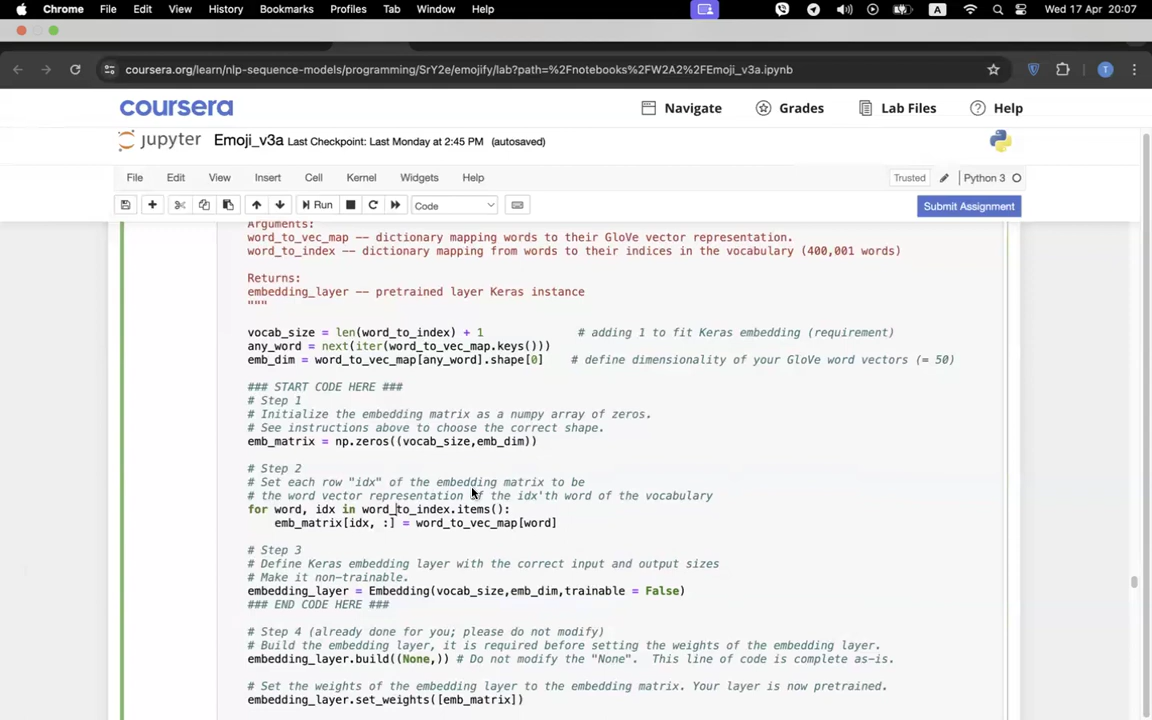 Chrome File Edit View History Bookmarks Profiles Tab Window Help A Wed 17 Apr 20:07
coursera.org/learn/nlp-sequence-models/programming/SrY2e/emojify/lab?path=%2Fnotebooks%2FW2A2%2FEmoji_v3a.ipynb T
coursera Navigate Grades Lab Files Help
jupyter Emoji_v3a Last Checkpoint: Last Monday at 2:45 PM (autosaved)
File Edit View Insert Cell Kernel Widgets Help Trusted Python 3
Run Code Submit Assignment
Arguments:
word_to_vec_map -- dictionary mapping words to their GloVe vector representation.
word_to_index -- dictionary mapping from words to their indices in the vocabulary (400,001 words)
Returns:
embedding_layer -- pretrained layer Keras instance
"""
vocab_size = len(word_to_index) + 1 # adding 1 to fit Keras embedding (requirement)
any_word = next(iter(word_to_vec_map.keys()))
emb_dim = word_to_vec_map[any_word].shape[0] # define dimensionality of your GloVe word vectors (= 50)
### START CODE HERE ###
# Step 1
# Initialize the embedding matrix as a numpy array of zeros.
# See instructions above to choose the correct shape.
emb_matrix = np.zeros((vocab_size,emb_dim))
# Step 2
# Set each row "idx" of the embedding matrix to be
# the word vector representation of the idx'th word of the vocabulary
for word, idx in word_to_index.items():
emb_matrix[idx, :] = word_to_vec_map[word]
# Step 3
# Define Keras embedding layer with the correct input and output sizes
# Make it non-trainable.
embedding_layer = Embedding(vocab_size,emb_dim,trainable = False)
### END CODE HERE ###
# Step 4 (already done for you; please do not modify)
# Build the embedding layer, it is required before setting the weights of the embedding layer.
embedding_layer.build((None,)) # Do not modify the "None". This line of code is complete as-is.
# Set the weights of the embedding layer to the embedding matrix. Your layer is now pretrained.
embedding_layer.set_weights([emb_matrix])